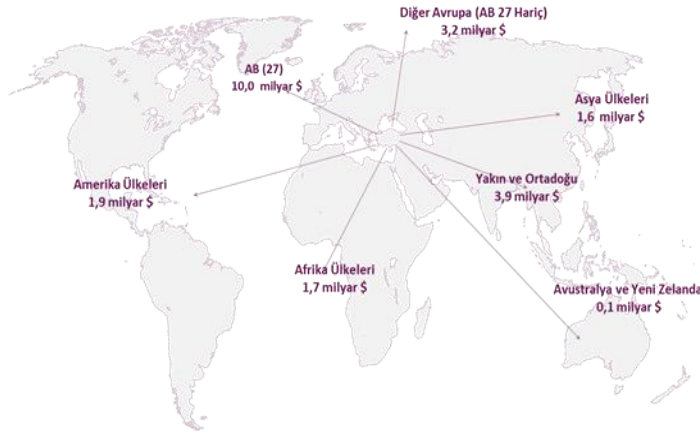 Diğer Avrupa (AB 27 Hariç)
3,2 milyar $
AB (27)
10,0 milyar $
Asya Ülkeleri
1,6 milyar $
Amerika Ülkeleri
1,9 milyar $
Yakın ve Ortadoğu
3,9 milyar $
Afrika Ülkeleri
1,7 milyar $
Avustralya ve Yeni Zelanda
0,1 milyar $